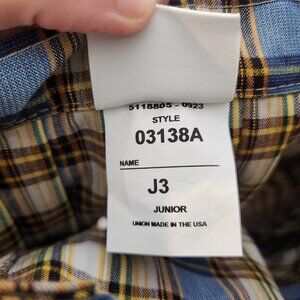 5118805 - 0923
STYLE
03138A
NAME
J3
JUNIOR
UNION MADE IN THE USA